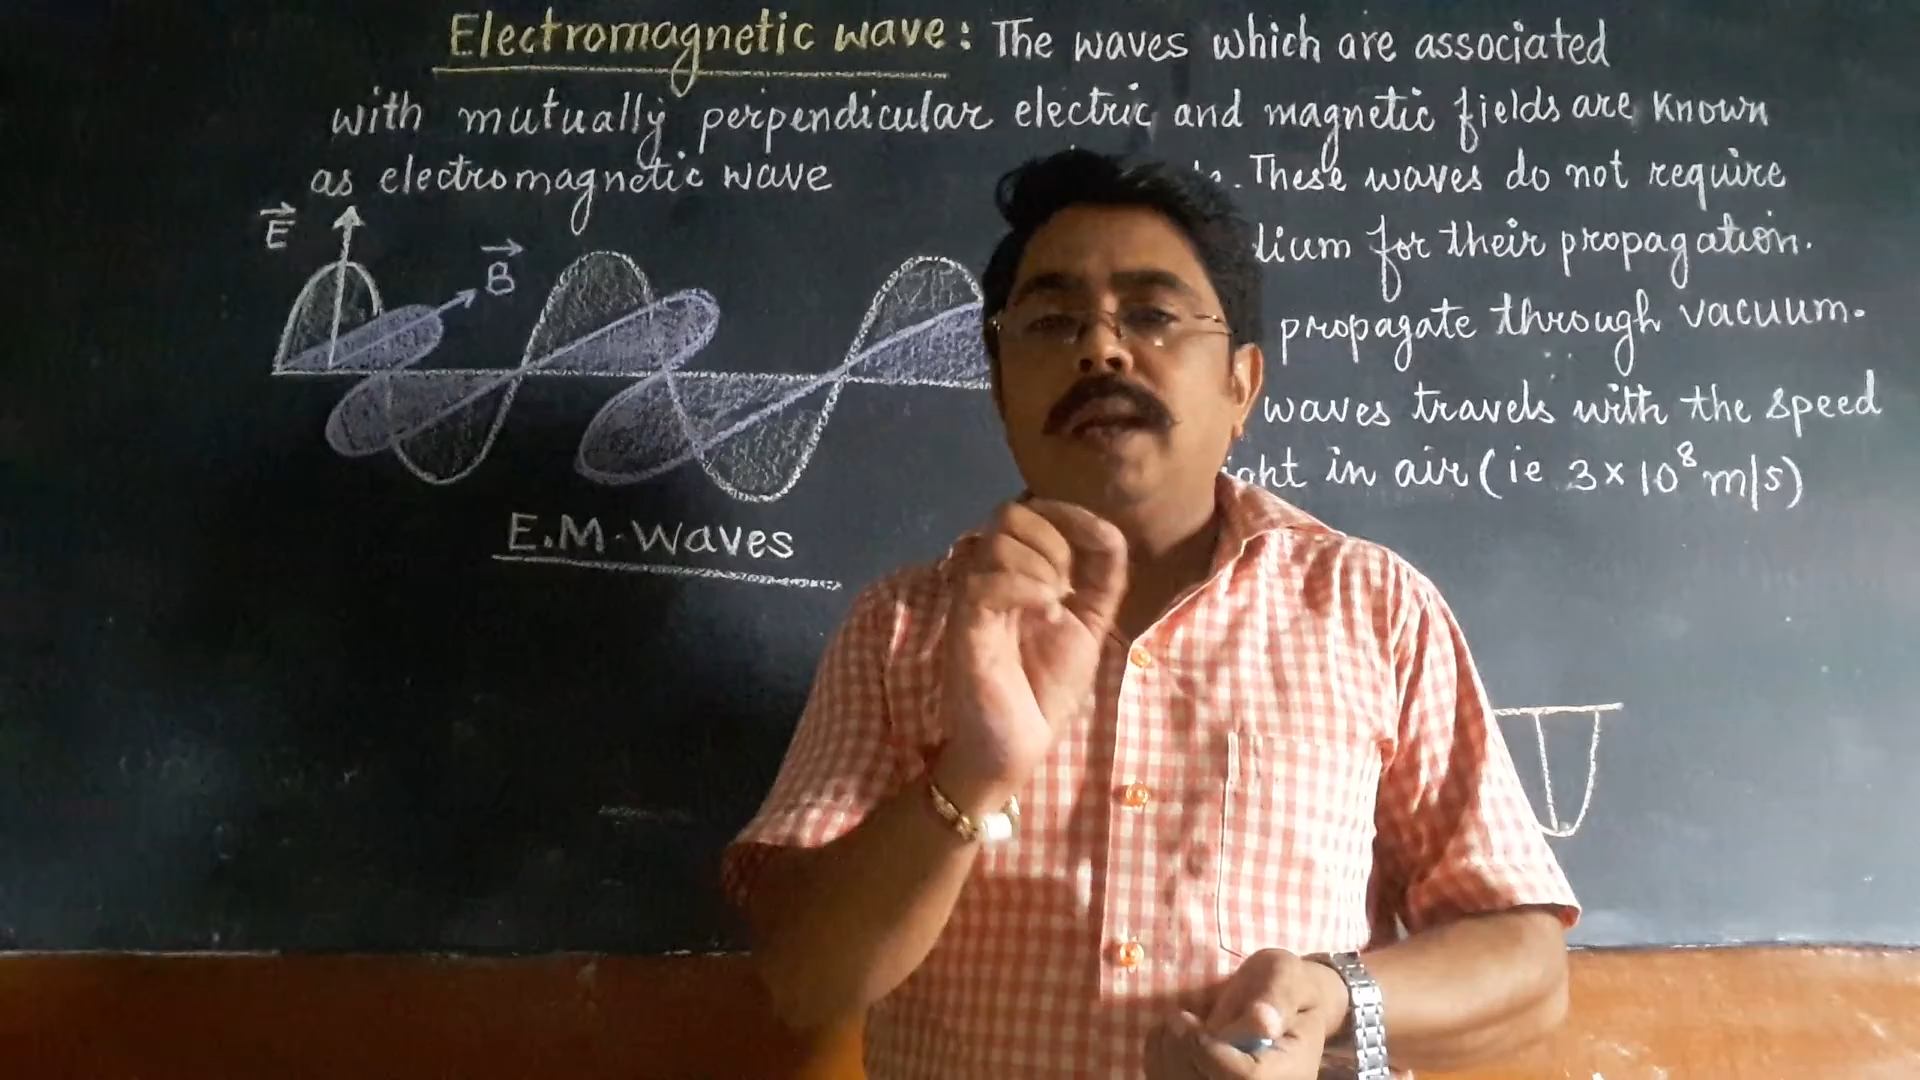 Electromagnetic wave: The waves which are associated
with mutually perpendicular electric and magnetic fields are known
as electromagnetic wave
These waves do not require
for their propagation.
propagate through vacuum.
waves travels with the speed
in air (ie 3×10⁸ m/s)
E
B
E.M-Waves